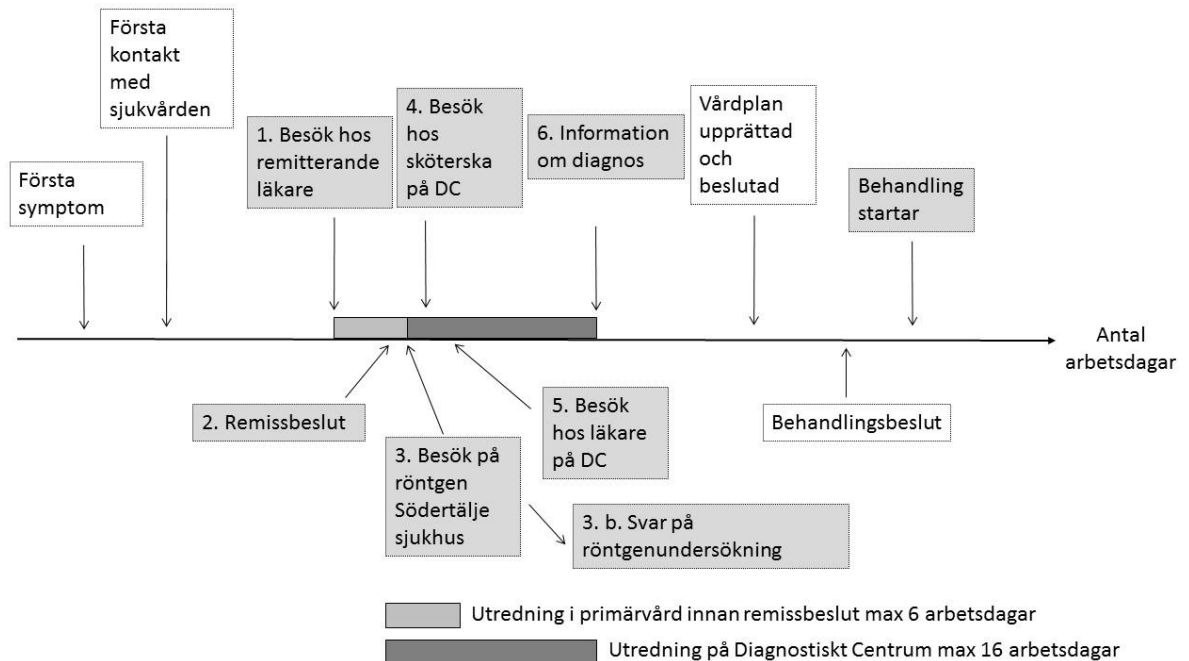 Första
kontakt
med
sjukvården
Första
symptom
1. Besök hos
remitterande
läkare
4. Besök
hos
sköterska
på DC
6. Information
om diagnos
Vårdplan
upprättad
och
beslutad
Behandling
startar
Antal
arbetsdagar
2. Remissbeslut
3. Besök på
röntgen
Södertälje
sjukhus
5. Besök
hos läkare
på DC
3. b. Svar på
röntgenundersökning
Behandlingsbeslut
Utredning i primärvård innan remissbeslut max 6 arbetsdagar
Utredning på Diagnostiskt Centrum max 16 arbetsdagar